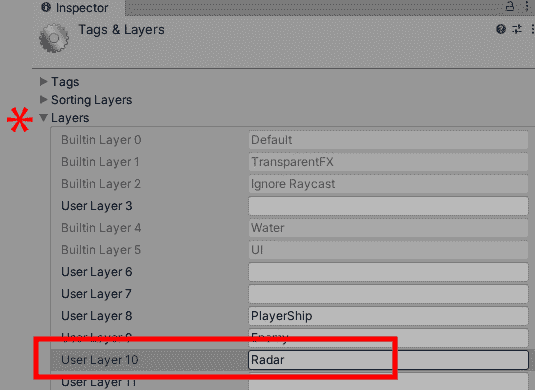 Inspector
Tags & Layers
Tags
Sorting Layers
Layers
Builtin Layer 0 Default
Builtin Layer 1 TransparentFX
Builtin Layer 2 Ignore Raycast
User Layer 3
Builtin Layer 4 Water
Builtin Layer 5 UI
User Layer 6
User Layer 7
User Layer 8 PlayerShip
User Layer 9 Enemy
User Layer 10 Radar
User Layer 11